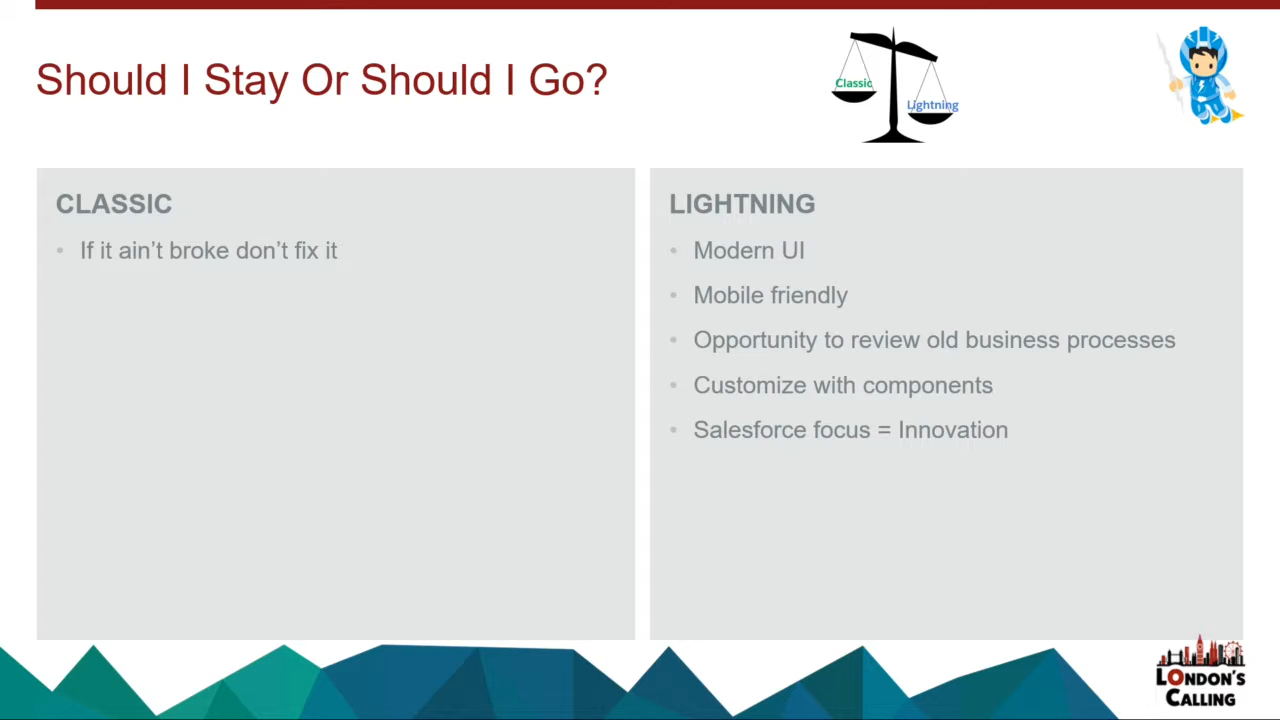 Should I Stay Or Should I Go?
Classic
Lightning
CLASSIC
• If it ain't broke don't fix it
LIGHTNING
• Modern UI
• Mobile friendly
• Opportunity to review old business processes
• Customize with components
• Salesforce focus = Innovation
LONDON'S
CALLING